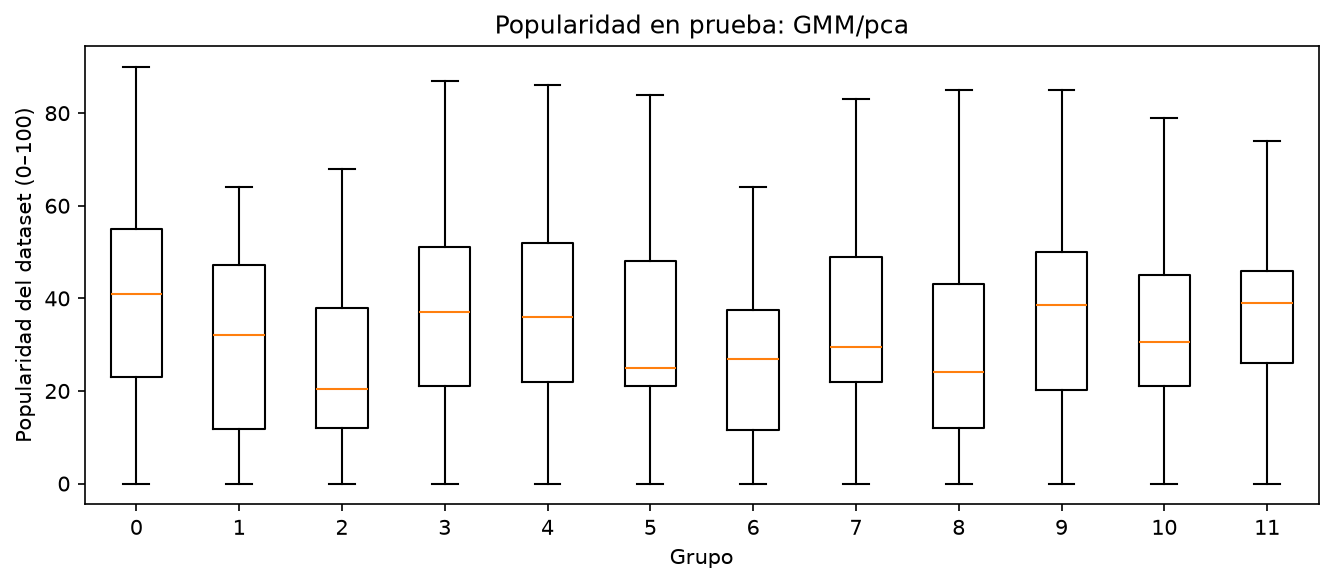 Popularidad en prueba: GMM/pca
Popularidad del dataset (0–100)
80
60
40
20
0
0 1 2 3 4 5 6 7 8 9 10 11
Grupo